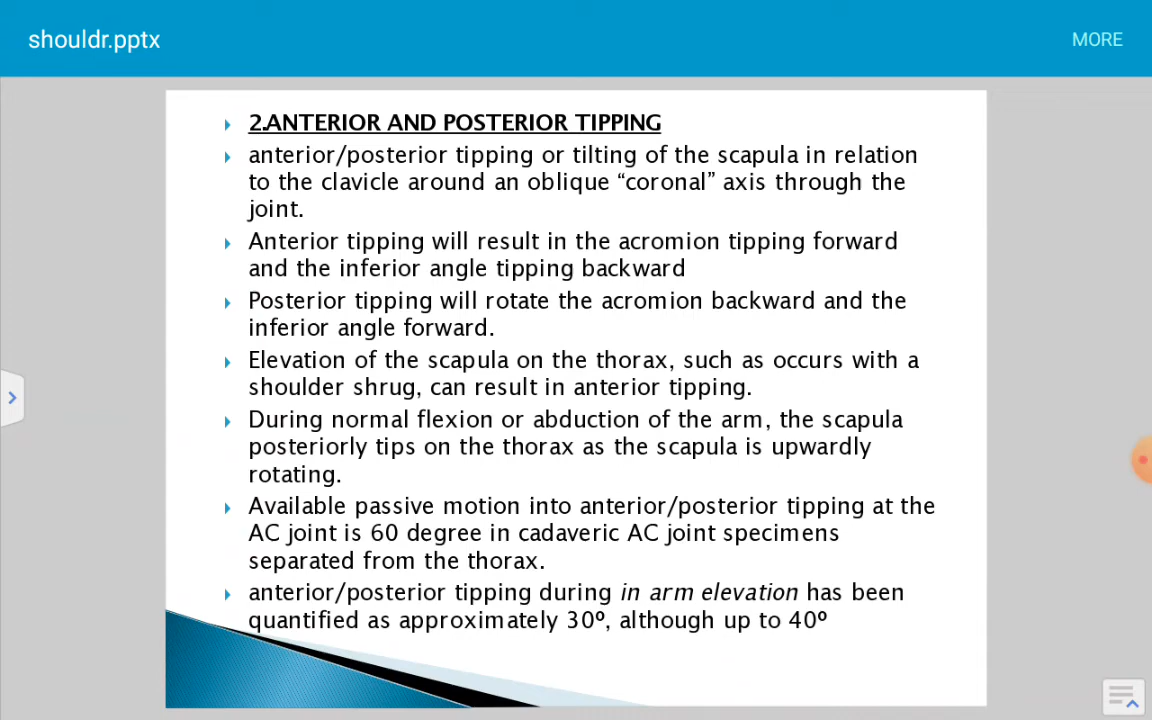 shouldr.pptx
MORE
2.ANTERIOR AND POSTERIOR TIPPING
anterior/posterior tipping or tilting of the scapula in relation
to the clavicle around an oblique “coronal” axis through the
joint.
Anterior tipping will result in the acromion tipping forward
and the inferior angle tipping backward
Posterior tipping will rotate the acromion backward and the
inferior angle forward.
Elevation of the scapula on the thorax, such as occurs with a
shoulder shrug, can result in anterior tipping.
During normal flexion or abduction of the arm, the scapula
posteriorly tips on the thorax as the scapula is upwardly
rotating.
Available passive motion into anterior/posterior tipping at the
AC joint is 60 degree in cadaveric AC joint specimens
separated from the thorax.
anterior/posterior tipping during in arm elevation has been
quantified as approximately 30º, although up to 40º